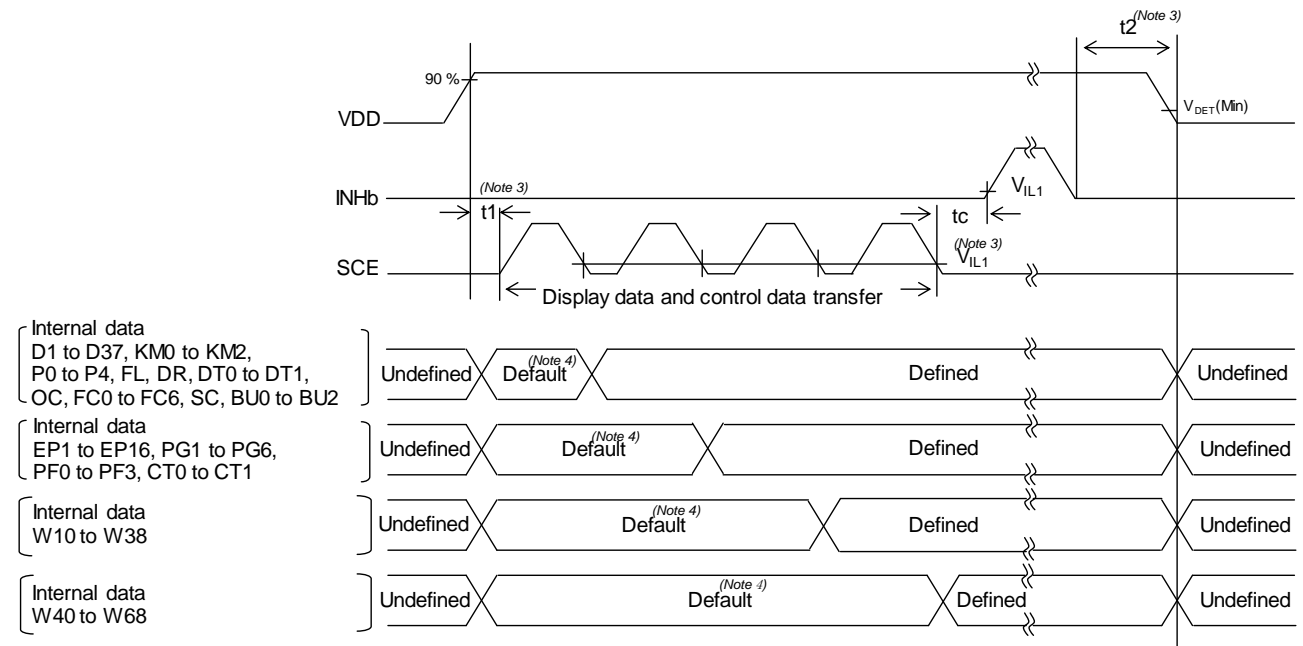 t2 (Note 3)
90 %
VDD
VDET(Min)
INHb
(Note 3)
VIL1
t1
tc
(Note 3)
VIL1
SCE
Display data and control data transfer
Internal data
D1 to D37, KM0 to KM2,
P0 to P4, FL, DR, DT0 to DT1,
OC, FC0 to FC6, SC, BU0 to BU2
Undefined
Default (Note 4)
Defined
Undefined
Internal data
EP1 to EP16, PG1 to PG6,
PF0 to PF3, CT0 to CT1
Undefined
Default (Note 4)
Defined
Undefined
Internal data
W10 to W38
Undefined
Default (Note 4)
Defined
Undefined
Internal data
W40 to W68
Undefined
Default (Note 4)
Defined
Undefined